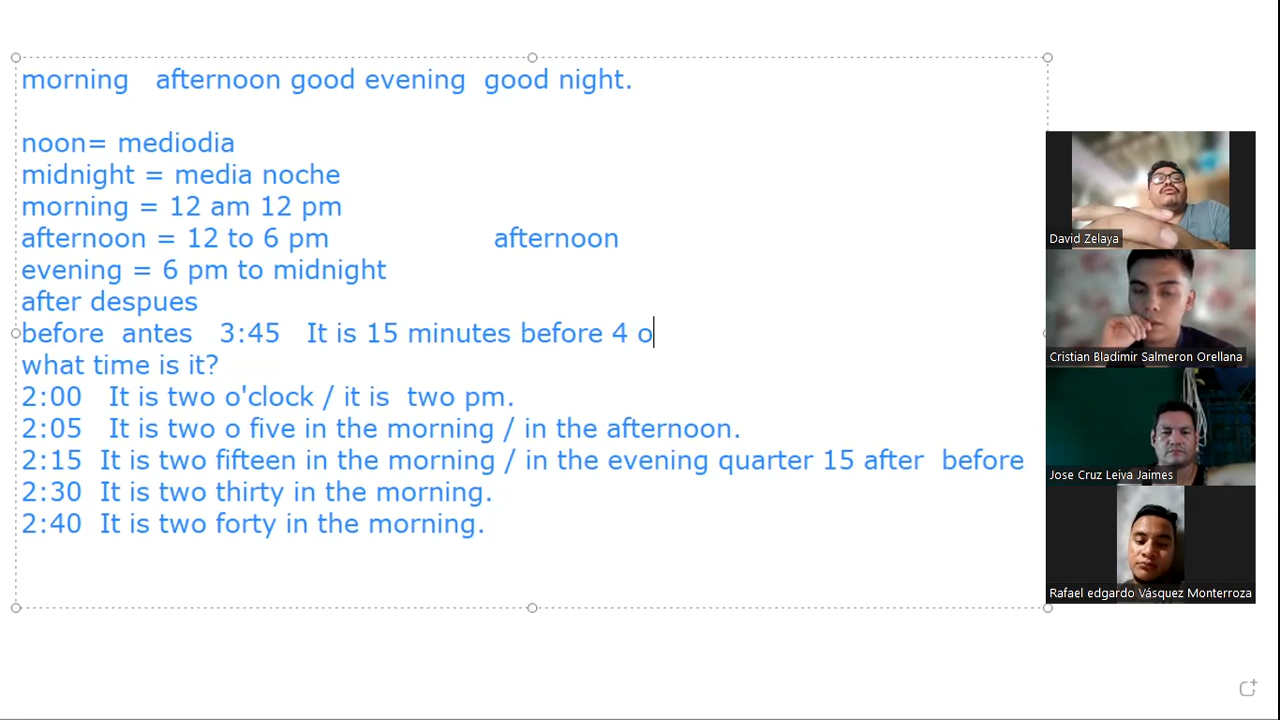 morning   afternoon good evening  good night.
noon= mediodia
midnight = media noche
morning = 12 am 12 pm
afternoon = 12 to 6 pm                    afternoon
evening = 6 pm to midnight
after despues
before  antes   3:45   It is 15 minutes before 4 o
what time is it?
2:00   It is two o'clock / it is  two pm.
2:05   It is two o five in the morning / in the afternoon.
2:15  It is two fifteen in the morning / in the evening quarter 15 after  before
2:30  It is two thirty in the morning.
2:40  It is two forty in the morning.
David Zelaya
Cristian Bladimir Salmeron Orellana
Jose Cruz Leiva Jaimes
Rafael edgardo Vásquez Monterroza